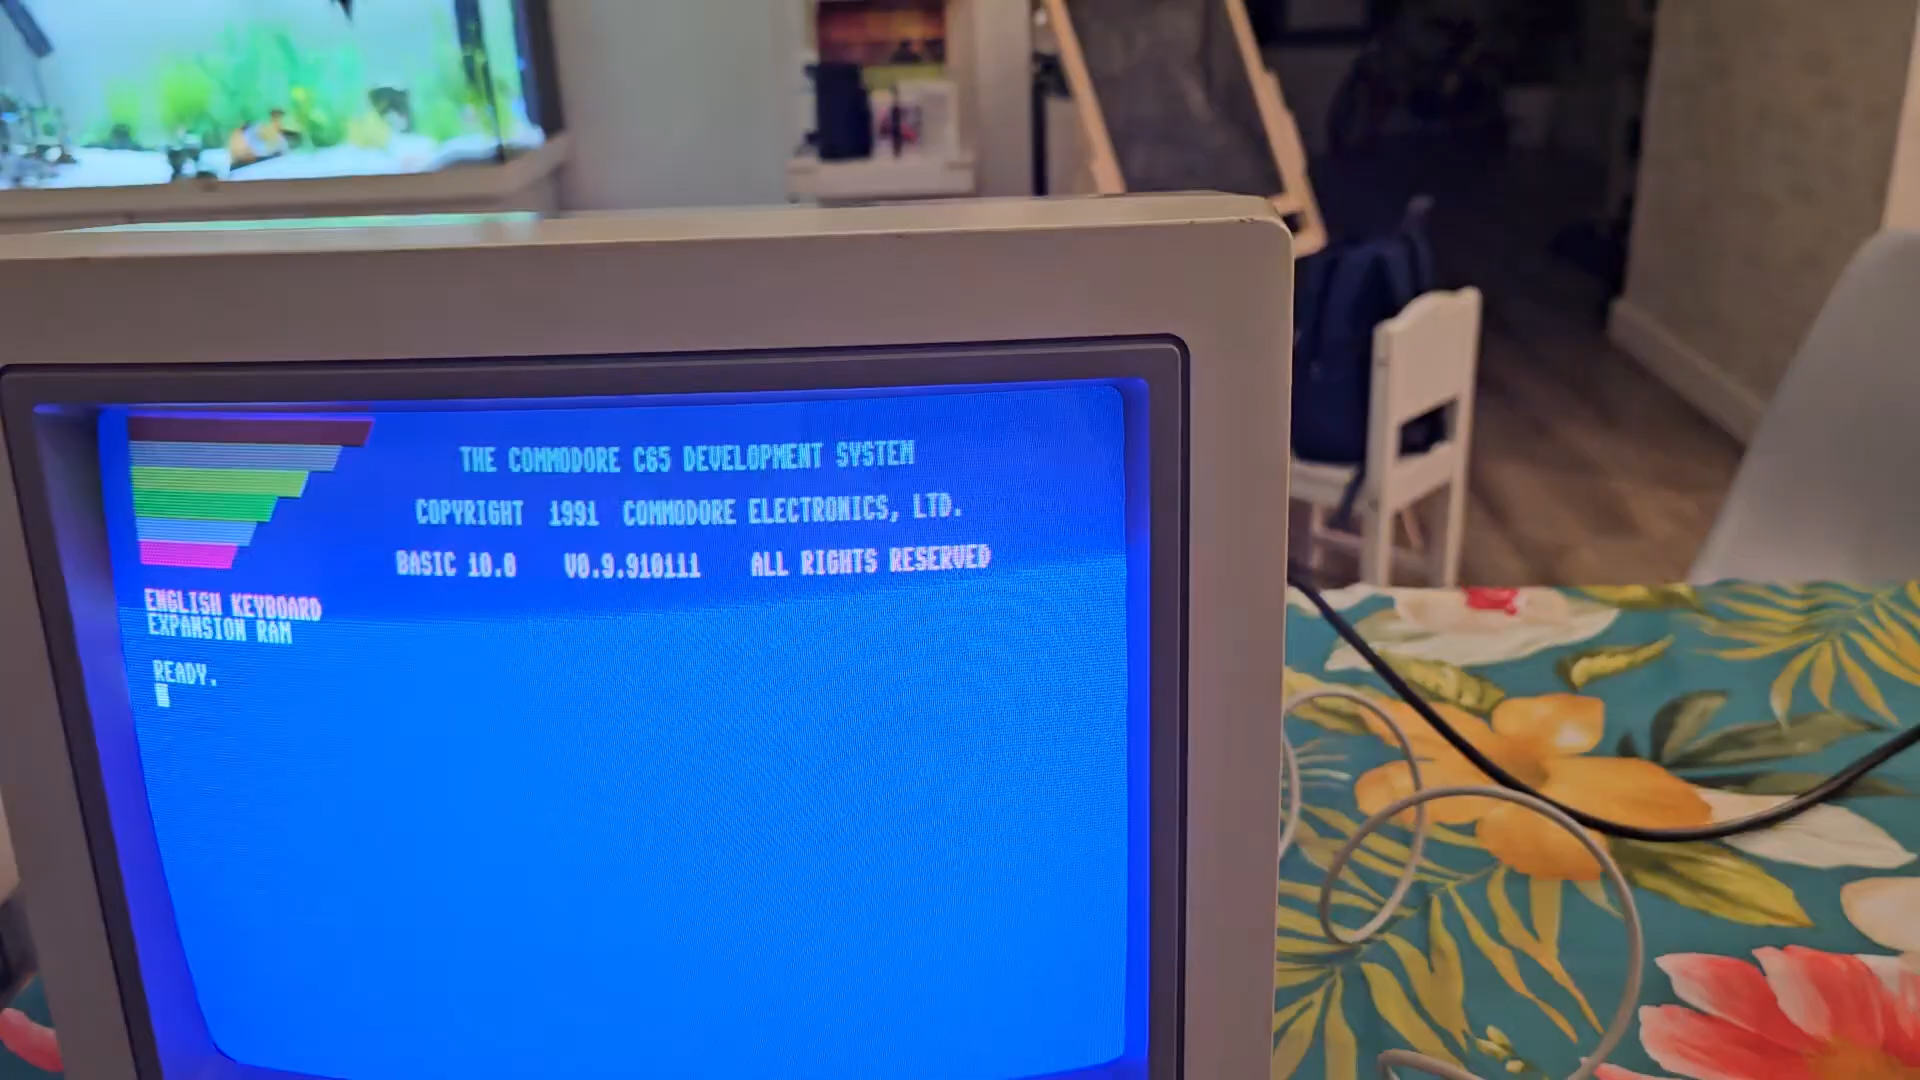 THE COMMODORE C65 DEVELOPMENT SYSTEM
COPYRIGHT 1991 COMMODORE ELECTRONICS, LTD.
BASIC 10.0 V0.9.910111 ALL RIGHTS RESERVED
ENGLISH KEYBOARD
EXPANSION RAM
READY.